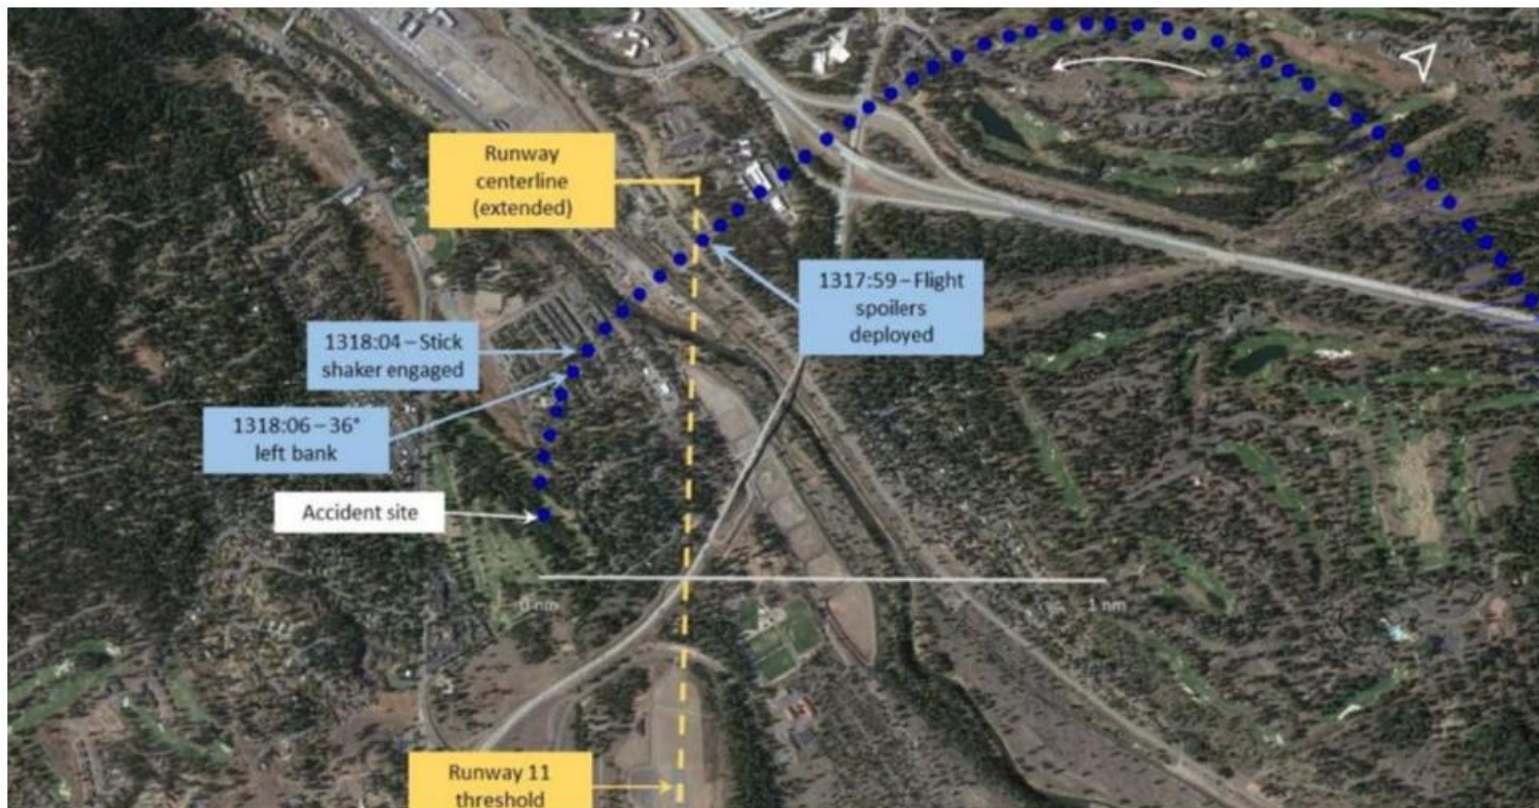 Runway
centerline
(extended)
1317:59 – Flight
spoilers
deployed
1318:04 – Stick
shaker engaged
1318:06 – 36°
left bank
Accident site
0 nm
1 nm
Runway 11
threshold